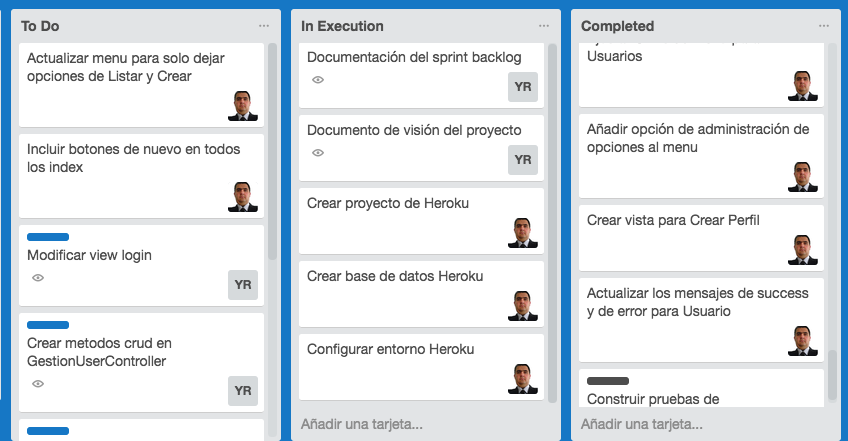 To Do
Actualizar menu para solo dejar
opciones de Listar y Crear
Incluir botones de nuevo en todos
los index
Modificar view login
YR
Crear metodos crud en
GestionUserController
YR
In Execution
Documentación del sprint backlog
YR
Documento de visión del proyecto
YR
Crear proyecto de Heroku
Crear base de datos Heroku
Configurar entorno Heroku
Añadir una tarjeta...
Completed
Usuarios
Añadir opción de administración de
opciones al menu
Crear vista para Crear Perfil
Actualizar los mensajes de success
y de error para Usuario
Construir pruebas de
Añadir una tarjeta...